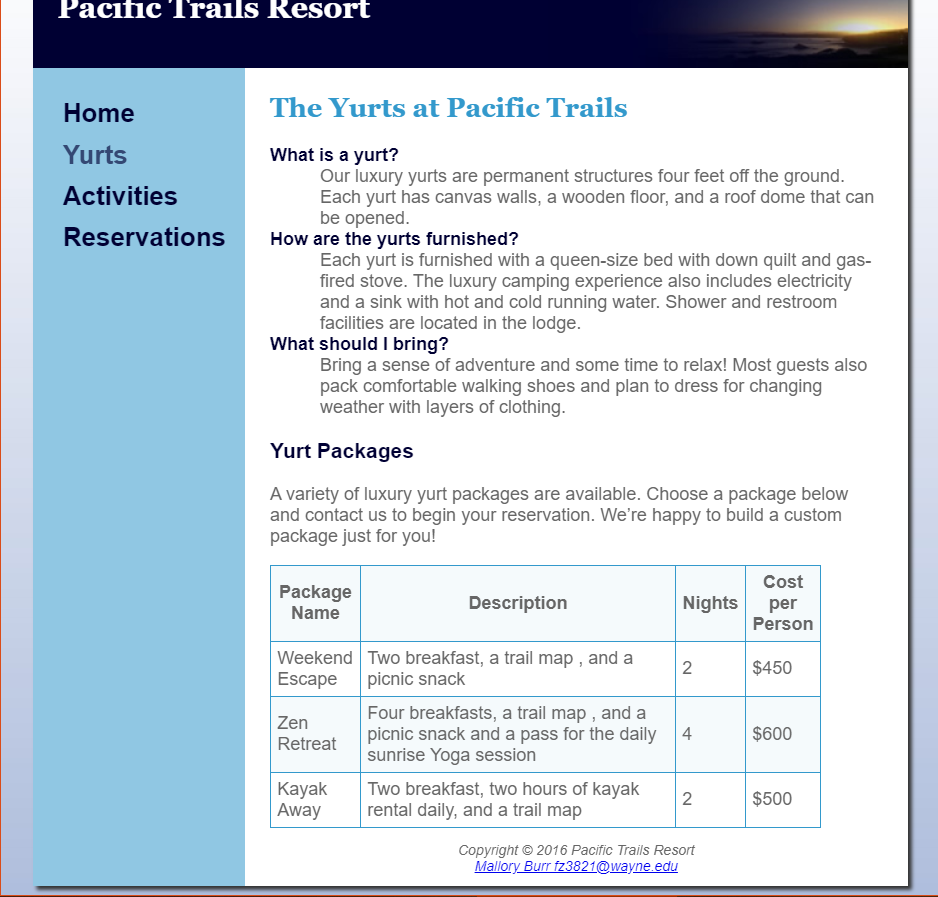 Pacific Trails Resort
Home
Yurts
Activities
Reservations
The Yurts at Pacific Trails
What is a yurt?
Our luxury yurts are permanent structures four feet off the ground.
Each yurt has canvas walls, a wooden floor, and a roof dome that can
be opened.
How are the yurts furnished?
Each yurt is furnished with a queen-size bed with down quilt and gas-
fired stove. The luxury camping experience also includes electricity
and a sink with hot and cold running water. Shower and restroom
facilities are located in the lodge.
What should I bring?
Bring a sense of adventure and some time to relax! Most guests also
pack comfortable walking shoes and plan to dress for changing
weather with layers of clothing.
Yurt Packages
A variety of luxury yurt packages are available. Choose a package below
and contact us to begin your reservation. We’re happy to build a custom
package just for you!
Package
Name
Description
Nights
Cost
per
Person
Weekend
Escape
Two breakfast, a trail map , and a
picnic snack
2
$450
Zen
Retreat
Four breakfasts, a trail map , and a
picnic snack and a pass for the daily
sunrise Yoga session
4
$600
Kayak
Away
Two breakfast, two hours of kayak
rental daily, and a trail map
2
$500
Copyright © 2016 Pacific Trails Resort
Mallory Burr fz3821@wayne.edu